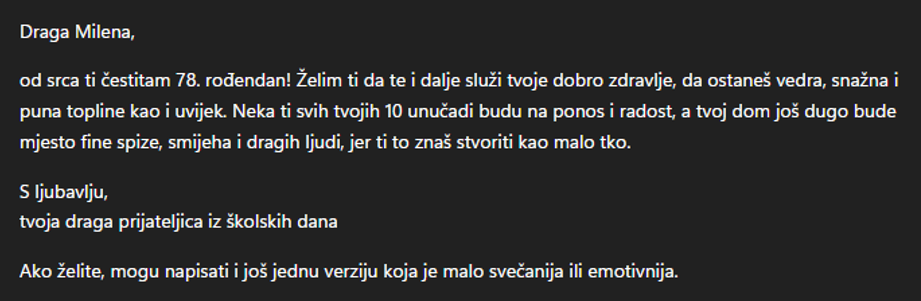 Draga Milena,
od srca ti čestitam 78. rođendan! Želim ti da te i dalje služi tvoje dobro zdravlje, da ostaneš vedra, snažna i
puna topline kao i uvijek. Neka ti svih tvojih 10 unučadi budu na ponos i radost, a tvoj dom još dugo bude
mjesto fine spize, smijeha i dragih ljudi, jer ti to znaš stvoriti kao malo tko.
S ljubavlju,
tvoja draga prijateljica iz školskih dana
Ako želite, mogu napisati i još jednu verziju koja je malo svečanija ili emotivnija.